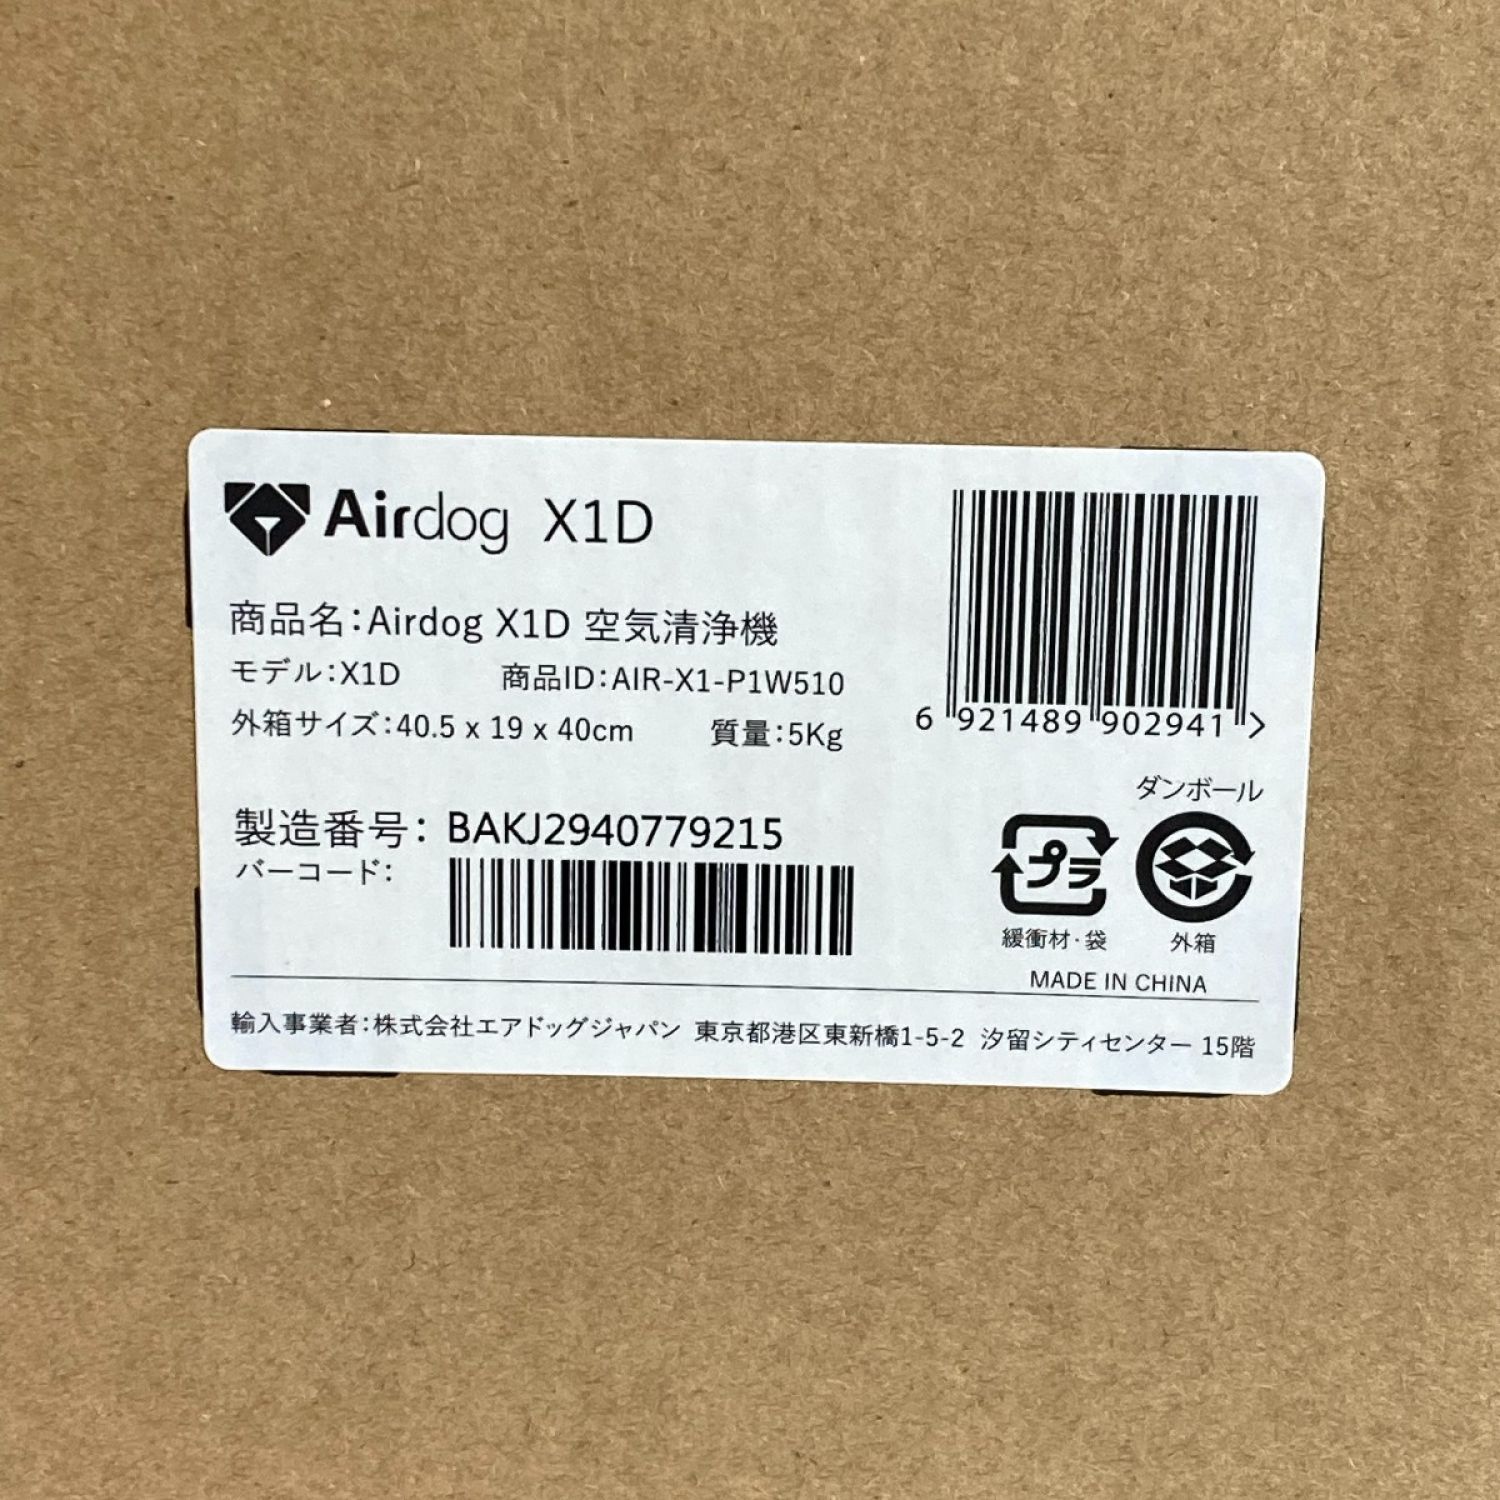 Airdog X1D
商品名:Airdog X1D 空気清浄機
モデル:X1D 商品ID:AIR-X1-P1W510
外箱サイズ:40.5 x 19 x 40cm 質量:5Kg
6 921489 902941 >
製造番号: BAKJ2940779215
バーコード:
ダンボール
プラ
緩衝材・袋 外箱
MADE IN CHINA
輸入事業者:株式会社エアドッグジャパン 東京都港区東新橋1-5-2 汐留シティセンター 15階